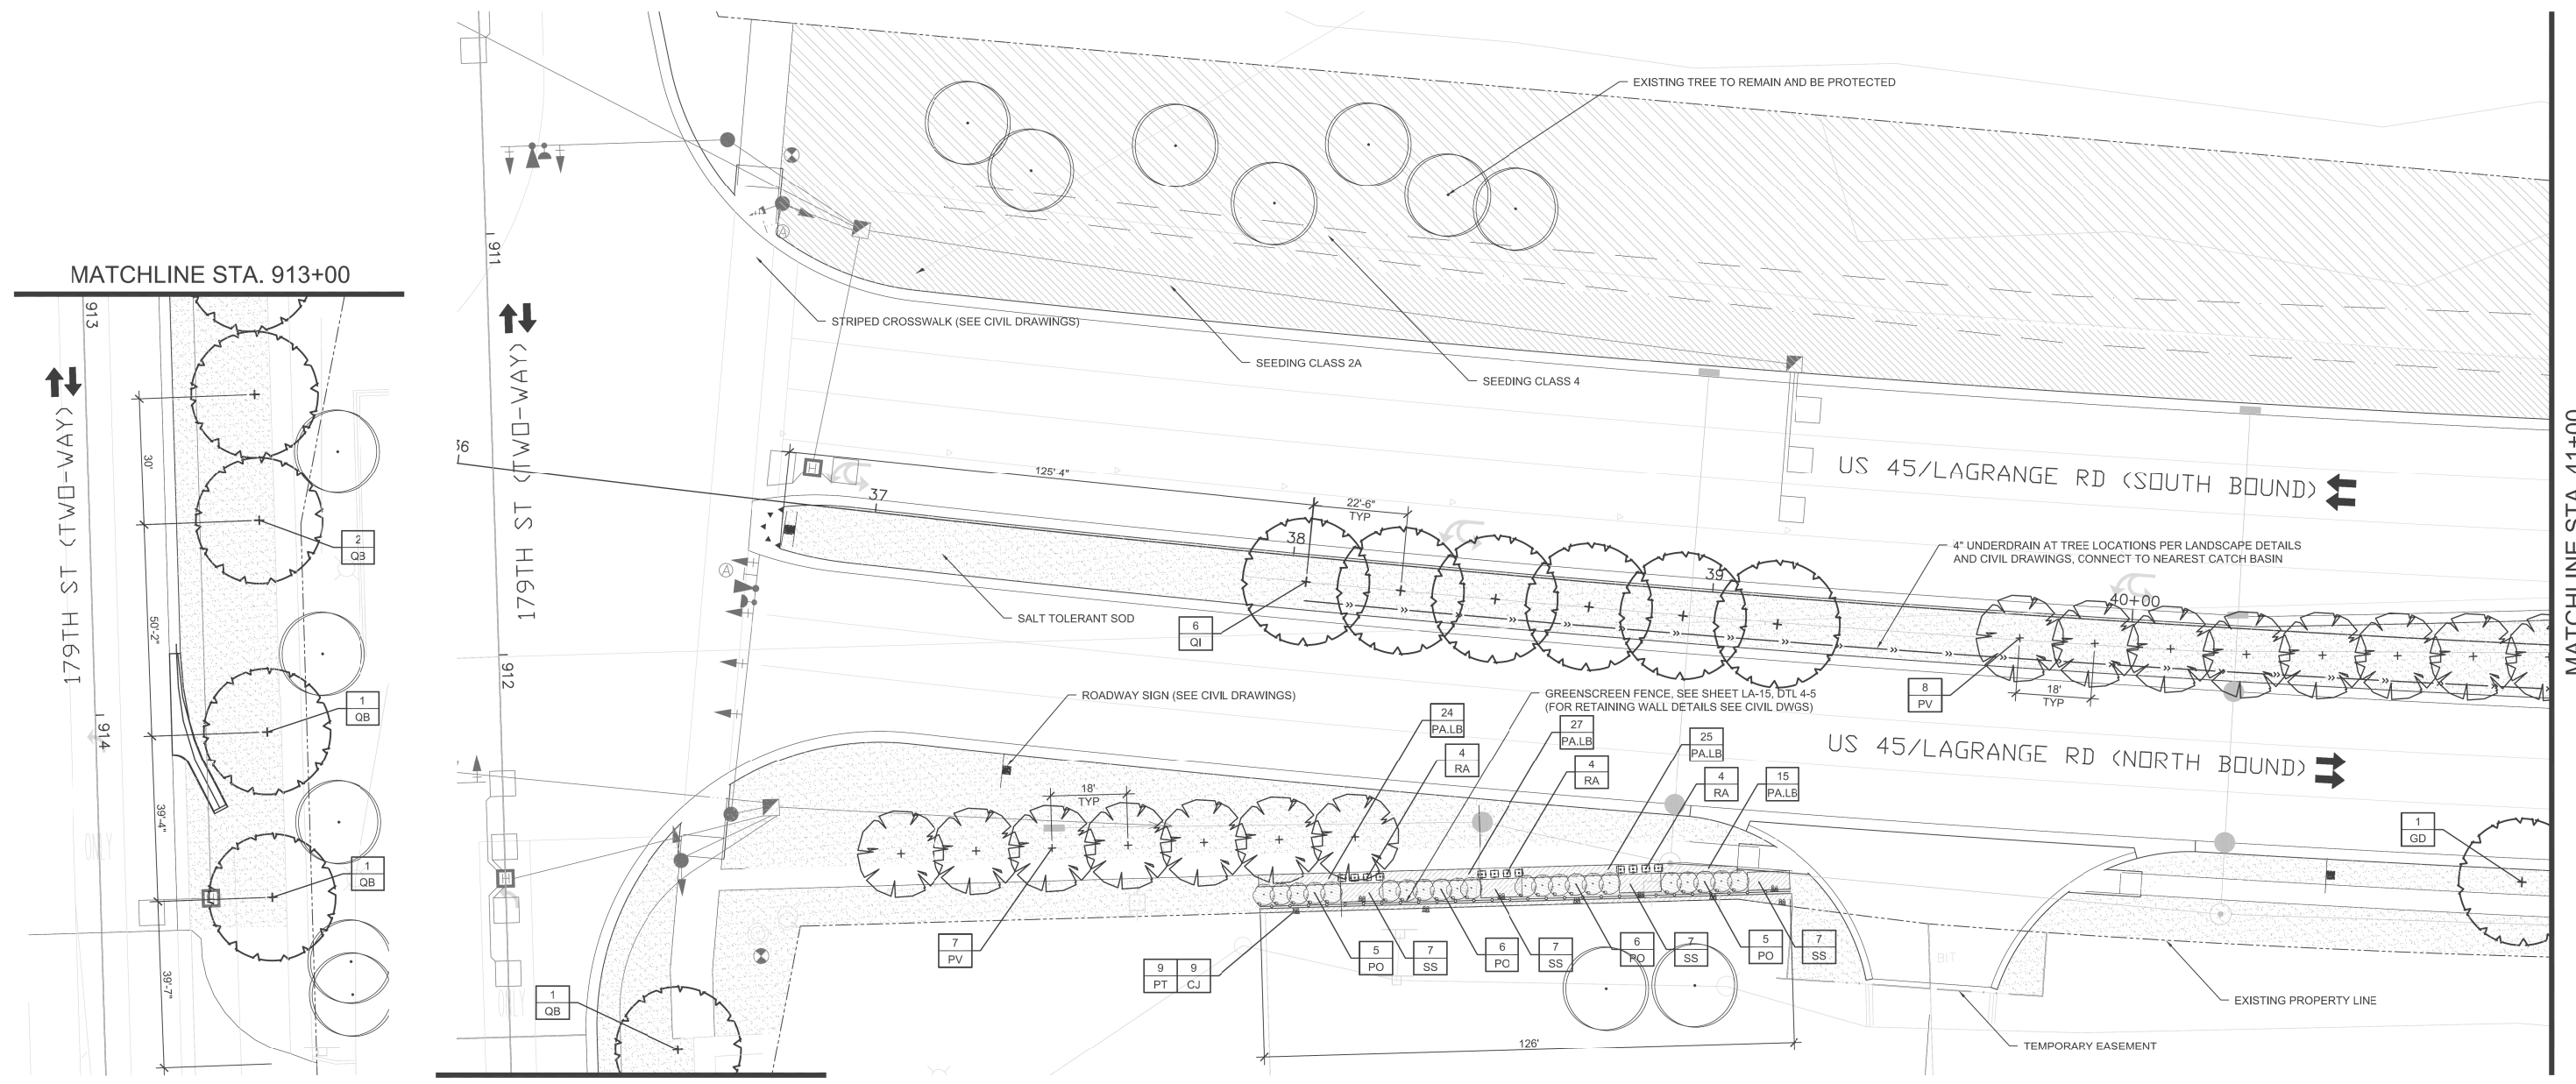 MATCHLINE STA. 913+00
913
179TH ST (TWO-WAY)
30'
2
QB
50'-2"
1
QB
914
39'-4"
1
QB
ONLY
39'-7"
911
179TH ST (TWO-WAY)
912
ONLY
1
QB
36
EXISTING TREE TO REMAIN AND BE PROTECTED
A
STRIPED CROSSWALK (SEE CIVIL DRAWINGS)
SEEDING CLASS 2A
SEEDING CLASS 4
H
37
125'-4"
22'-6"
TYP
38
39
40+00
US 45/LAGRANGE RD (SOUTH BOUND)
4" UNDERDRAIN AT TREE LOCATIONS PER LANDSCAPE DETAILS
AND CIVIL DRAWINGS, CONNECT TO NEAREST CATCH BASIN
A
SALT TOLERANT SOD
6
QI
8
PV
18'
TYP
ROADWAY SIGN (SEE CIVIL DRAWINGS)
GREENSCREEN FENCE, SEE SHEET LA-15, DTL 4-5
(FOR RETAINING WALL DETAILS SEE CIVIL DWGS)
24
PA.LB
4
RA
27
PA.LB
4
RA
25
PA.LB
4
RA
15
PA.LB
US 45/LAGRANGE RD (NORTH BOUND)
18'
TYP
1
GD
H
7
PV
9
PT
9
CJ
5
PO
7
SS
6
PO
7
SS
6
PO
7
SS
5
PO
7
SS
BIT
126'
EXISTING PROPERTY LINE
TEMPORARY EASEMENT
MATCHLINE STA. 41+00